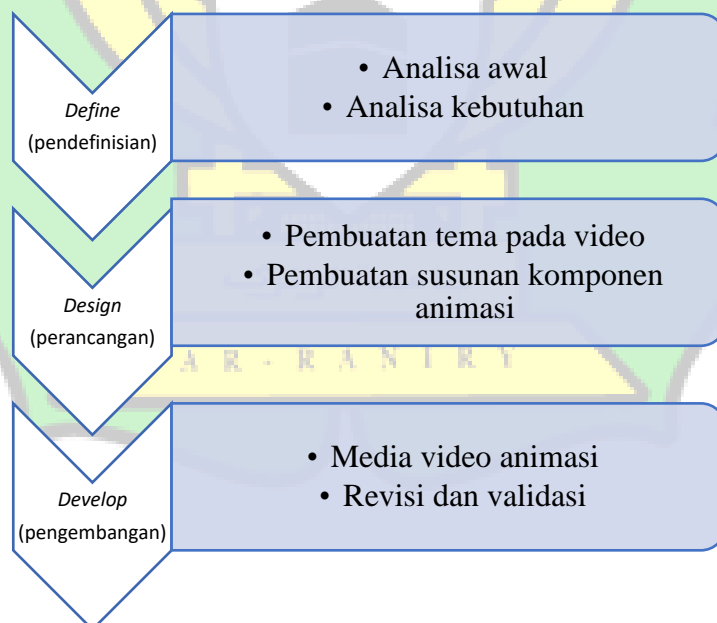 Define
(pendefinisian)
• Analisa awal
• Analisa kebutuhan
Design
(perancangan)
• Pembuatan tema pada video
• Pembuatan susunan komponen
animasi
A R - R A N I R Y
Develop
(pengembangan)
• Media video animasi
• Revisi dan validasi